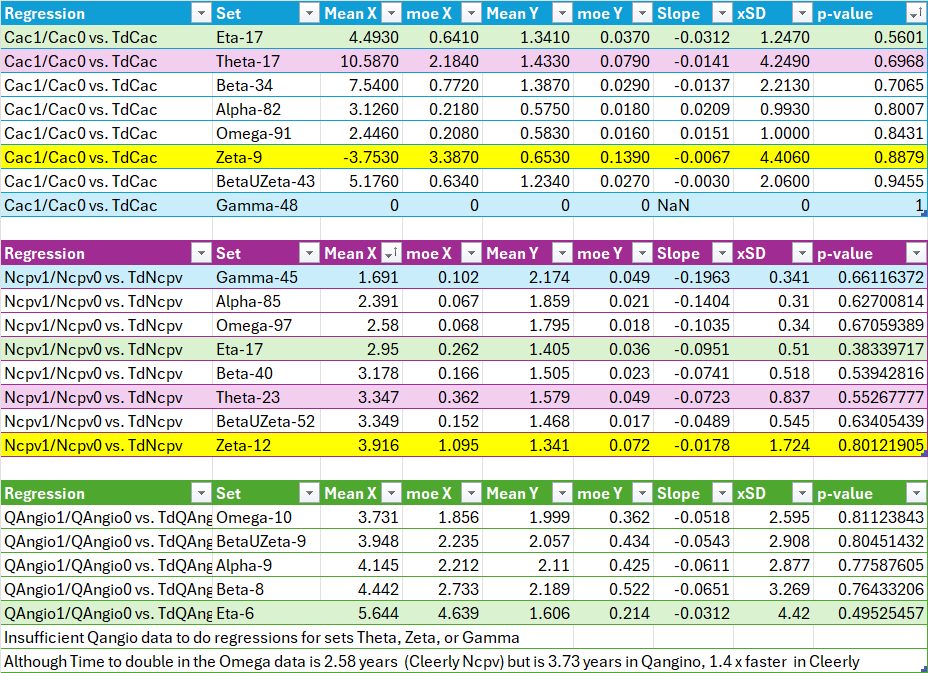 Regression Set Mean X moe X Mean Y moe Y Slope xSD p-value
Cac1/Cac0 vs. TdCac Eta-17 4.4930 0.6410 1.3410 0.0370 -0.0312 1.2470 0.5601
Cac1/Cac0 vs. TdCac Theta-17 10.5870 2.1840 1.4330 0.0790 -0.0141 4.2490 0.6968
Cac1/Cac0 vs. TdCac Beta-34 7.5400 0.7720 1.3870 0.0290 -0.0137 2.2130 0.7065
Cac1/Cac0 vs. TdCac Alpha-82 3.1260 0.2180 0.5750 0.0180 0.0209 0.9930 0.8007
Cac1/Cac0 vs. TdCac Omega-91 2.4460 0.2080 0.5830 0.0160 0.0151 1.0000 0.8431
Cac1/Cac0 vs. TdCac Zeta-9 -3.7530 3.3870 0.6530 0.1390 -0.0067 4.4060 0.8879
Cac1/Cac0 vs. TdCac BetaUZeta-43 5.1760 0.6340 1.2340 0.0270 -0.0030 2.0600 0.9455
Cac1/Cac0 vs. TdCac Gamma-48 0 0 0 0 NaN 0 1
Regression Set Mean X moe X Mean Y moe Y Slope xSD p-value
Ncpv1/Ncpv0 vs. TdNcpv Gamma-45 1.691 0.102 2.174 0.049 -0.1963 0.341 0.66116372
Ncpv1/Ncpv0 vs. TdNcpv Alpha-85 2.391 0.067 1.859 0.021 -0.1404 0.31 0.62700814
Ncpv1/Ncpv0 vs. TdNcpv Omega-97 2.58 0.068 1.795 0.018 -0.1035 0.34 0.67059389
Ncpv1/Ncpv0 vs. TdNcpv Eta-17 2.95 0.262 1.405 0.036 -0.0951 0.51 0.38339717
Ncpv1/Ncpv0 vs. TdNcpv Beta-40 3.178 0.166 1.505 0.023 -0.0741 0.518 0.53942816
Ncpv1/Ncpv0 vs. TdNcpv Theta-23 3.347 0.362 1.579 0.049 -0.0723 0.837 0.55267777
Ncpv1/Ncpv0 vs. TdNcpv BetaUZeta-52 3.349 0.152 1.468 0.017 -0.0489 0.545 0.63405439
Ncpv1/Ncpv0 vs. TdNcpv Zeta-12 3.916 1.095 1.341 0.072 -0.0178 1.724 0.80121905
Regression Set Mean X moe X Mean Y moe Y Slope xSD p-value
QAngio1/QAngio0 vs. TdQAng Omega-10 3.731 1.856 1.999 0.362 -0.0518 2.595 0.81123843
QAngio1/QAngio0 vs. TdQAng BetaUZeta-9 3.948 2.235 2.057 0.434 -0.0543 2.908 0.80451432
QAngio1/QAngio0 vs. TdQAng Alpha-9 4.145 2.212 2.11 0.425 -0.0611 2.877 0.77587605
QAngio1/QAngio0 vs. TdQAng Beta-8 4.442 2.733 2.189 0.522 -0.0651 3.269 0.76433206
QAngio1/QAngio0 vs. TdQAng Eta-6 5.644 4.639 1.606 0.214 -0.0312 4.42 0.49525457
Insufficient Qangio data to do regressions for sets Theta, Zeta, or Gamma
Although Time to double in the Omega data is 2.58 years (Cleerly Ncpv) but is 3.73 years in Qangino, 1.4 x faster in Cleerly